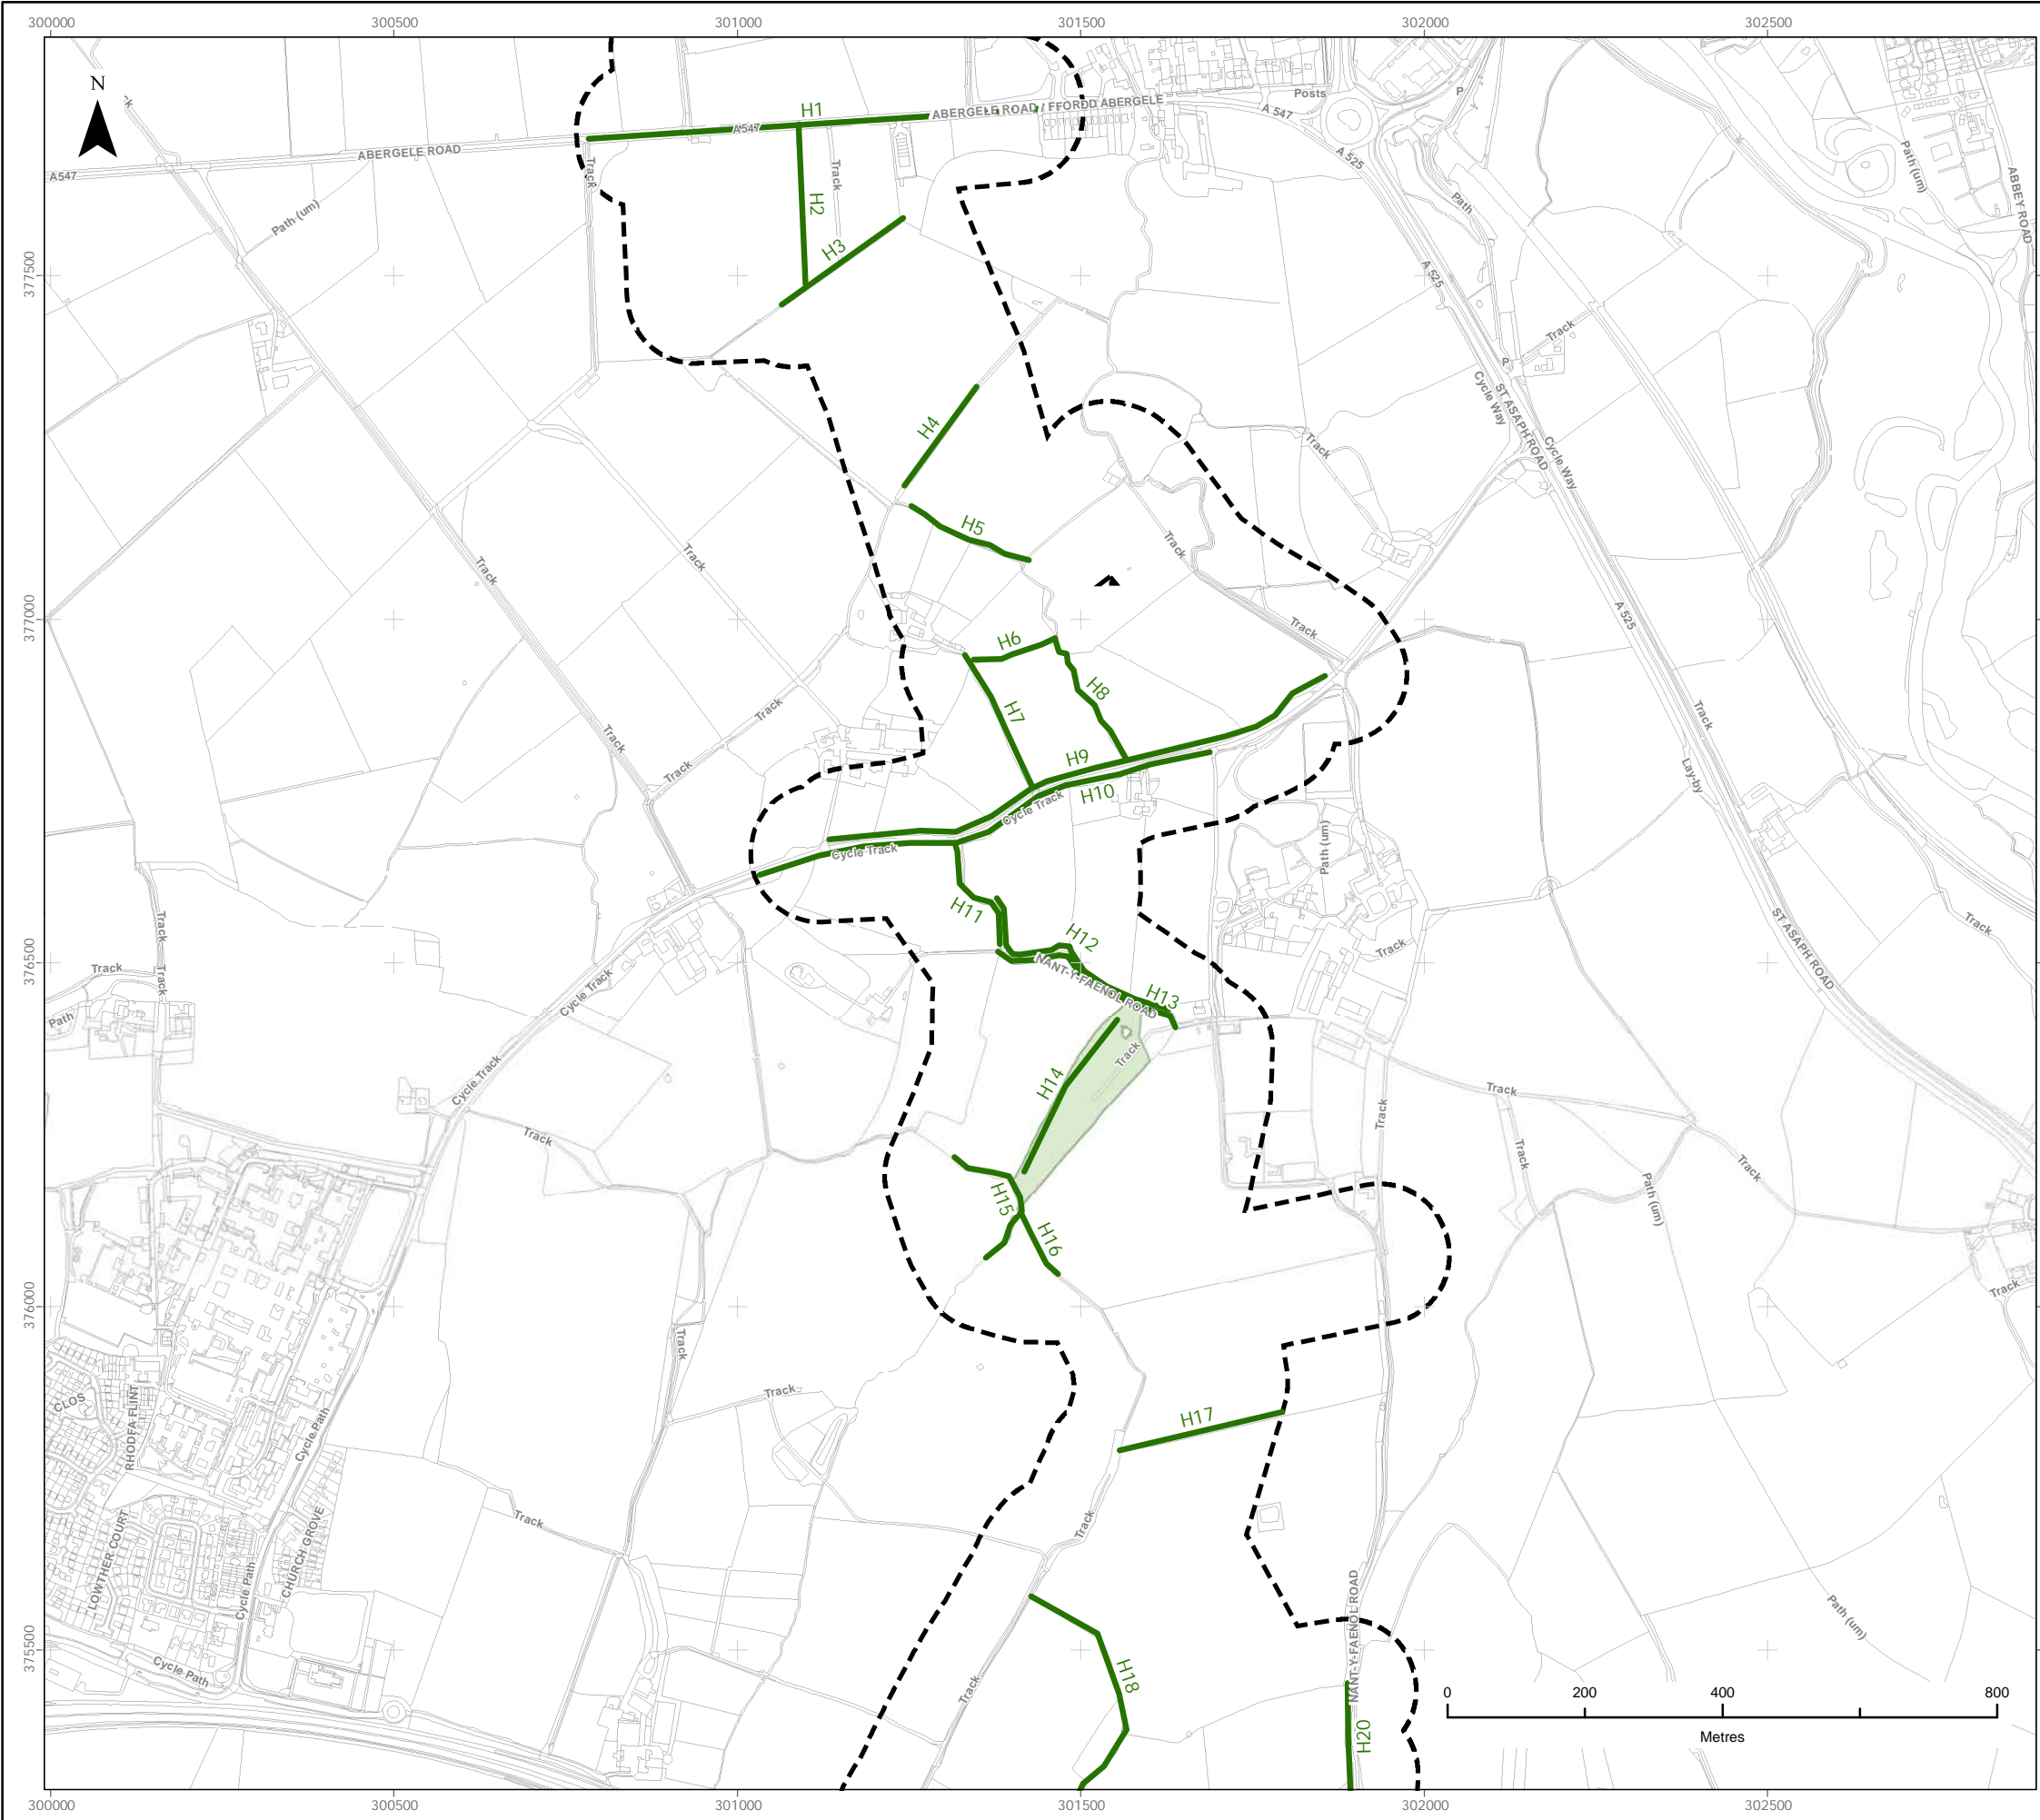 300000 300500 301000 301500 302000 302500
N
H1
ABERGELE ROAD / FFORDD ABERGELE
Posts
P
A 547
A547
ABERGELE ROAD
A547
A 525
Track
Track
Path (um)
ABBEY ROAD
Path
H2
Path (um)
H3
A 525
377500
Track
P
Cycle Way
ST ASAPH ROAD
Cycle Way
H4
Track
H5
Track
Track
Track
377000
A 525
Track
H6
H8
H7
Track
Track
Track
Track
H9
Lay-by
H10
Cycle Track
Cycle Track
Path (um)
H11
Track
ST ASAPH ROAD
Track
H12
Track
376500
Track
Track
NANT-Y-FAENOL ROAD
H13
Cycle Track
Path
Track
H14
Cycle Track
Track
Track
Track
Track
Track
H15
Path (um)
H16
Track
376000
Track
Track
CLOS
RHODFA FLINT
Cycle Path
H17
Track
Track
LOWTHER COURT
CHURCH GROVE
Cycle Path
NANT-Y-FAENOL ROAD
Path (um)
375500
Cycle Path
H18
Track
H20
0 200 400 800
Metres
300000 300500 301000 301500 302000 302500